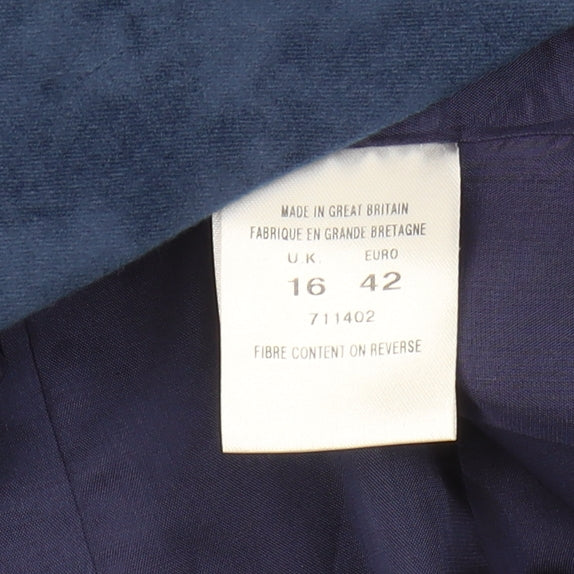 MADE IN GREAT BRITAIN
FABRIQUE EN GRANDE BRETAGNE
U.K. EURO
16 42
711402
FIBRE CONTENT ON REVERSE